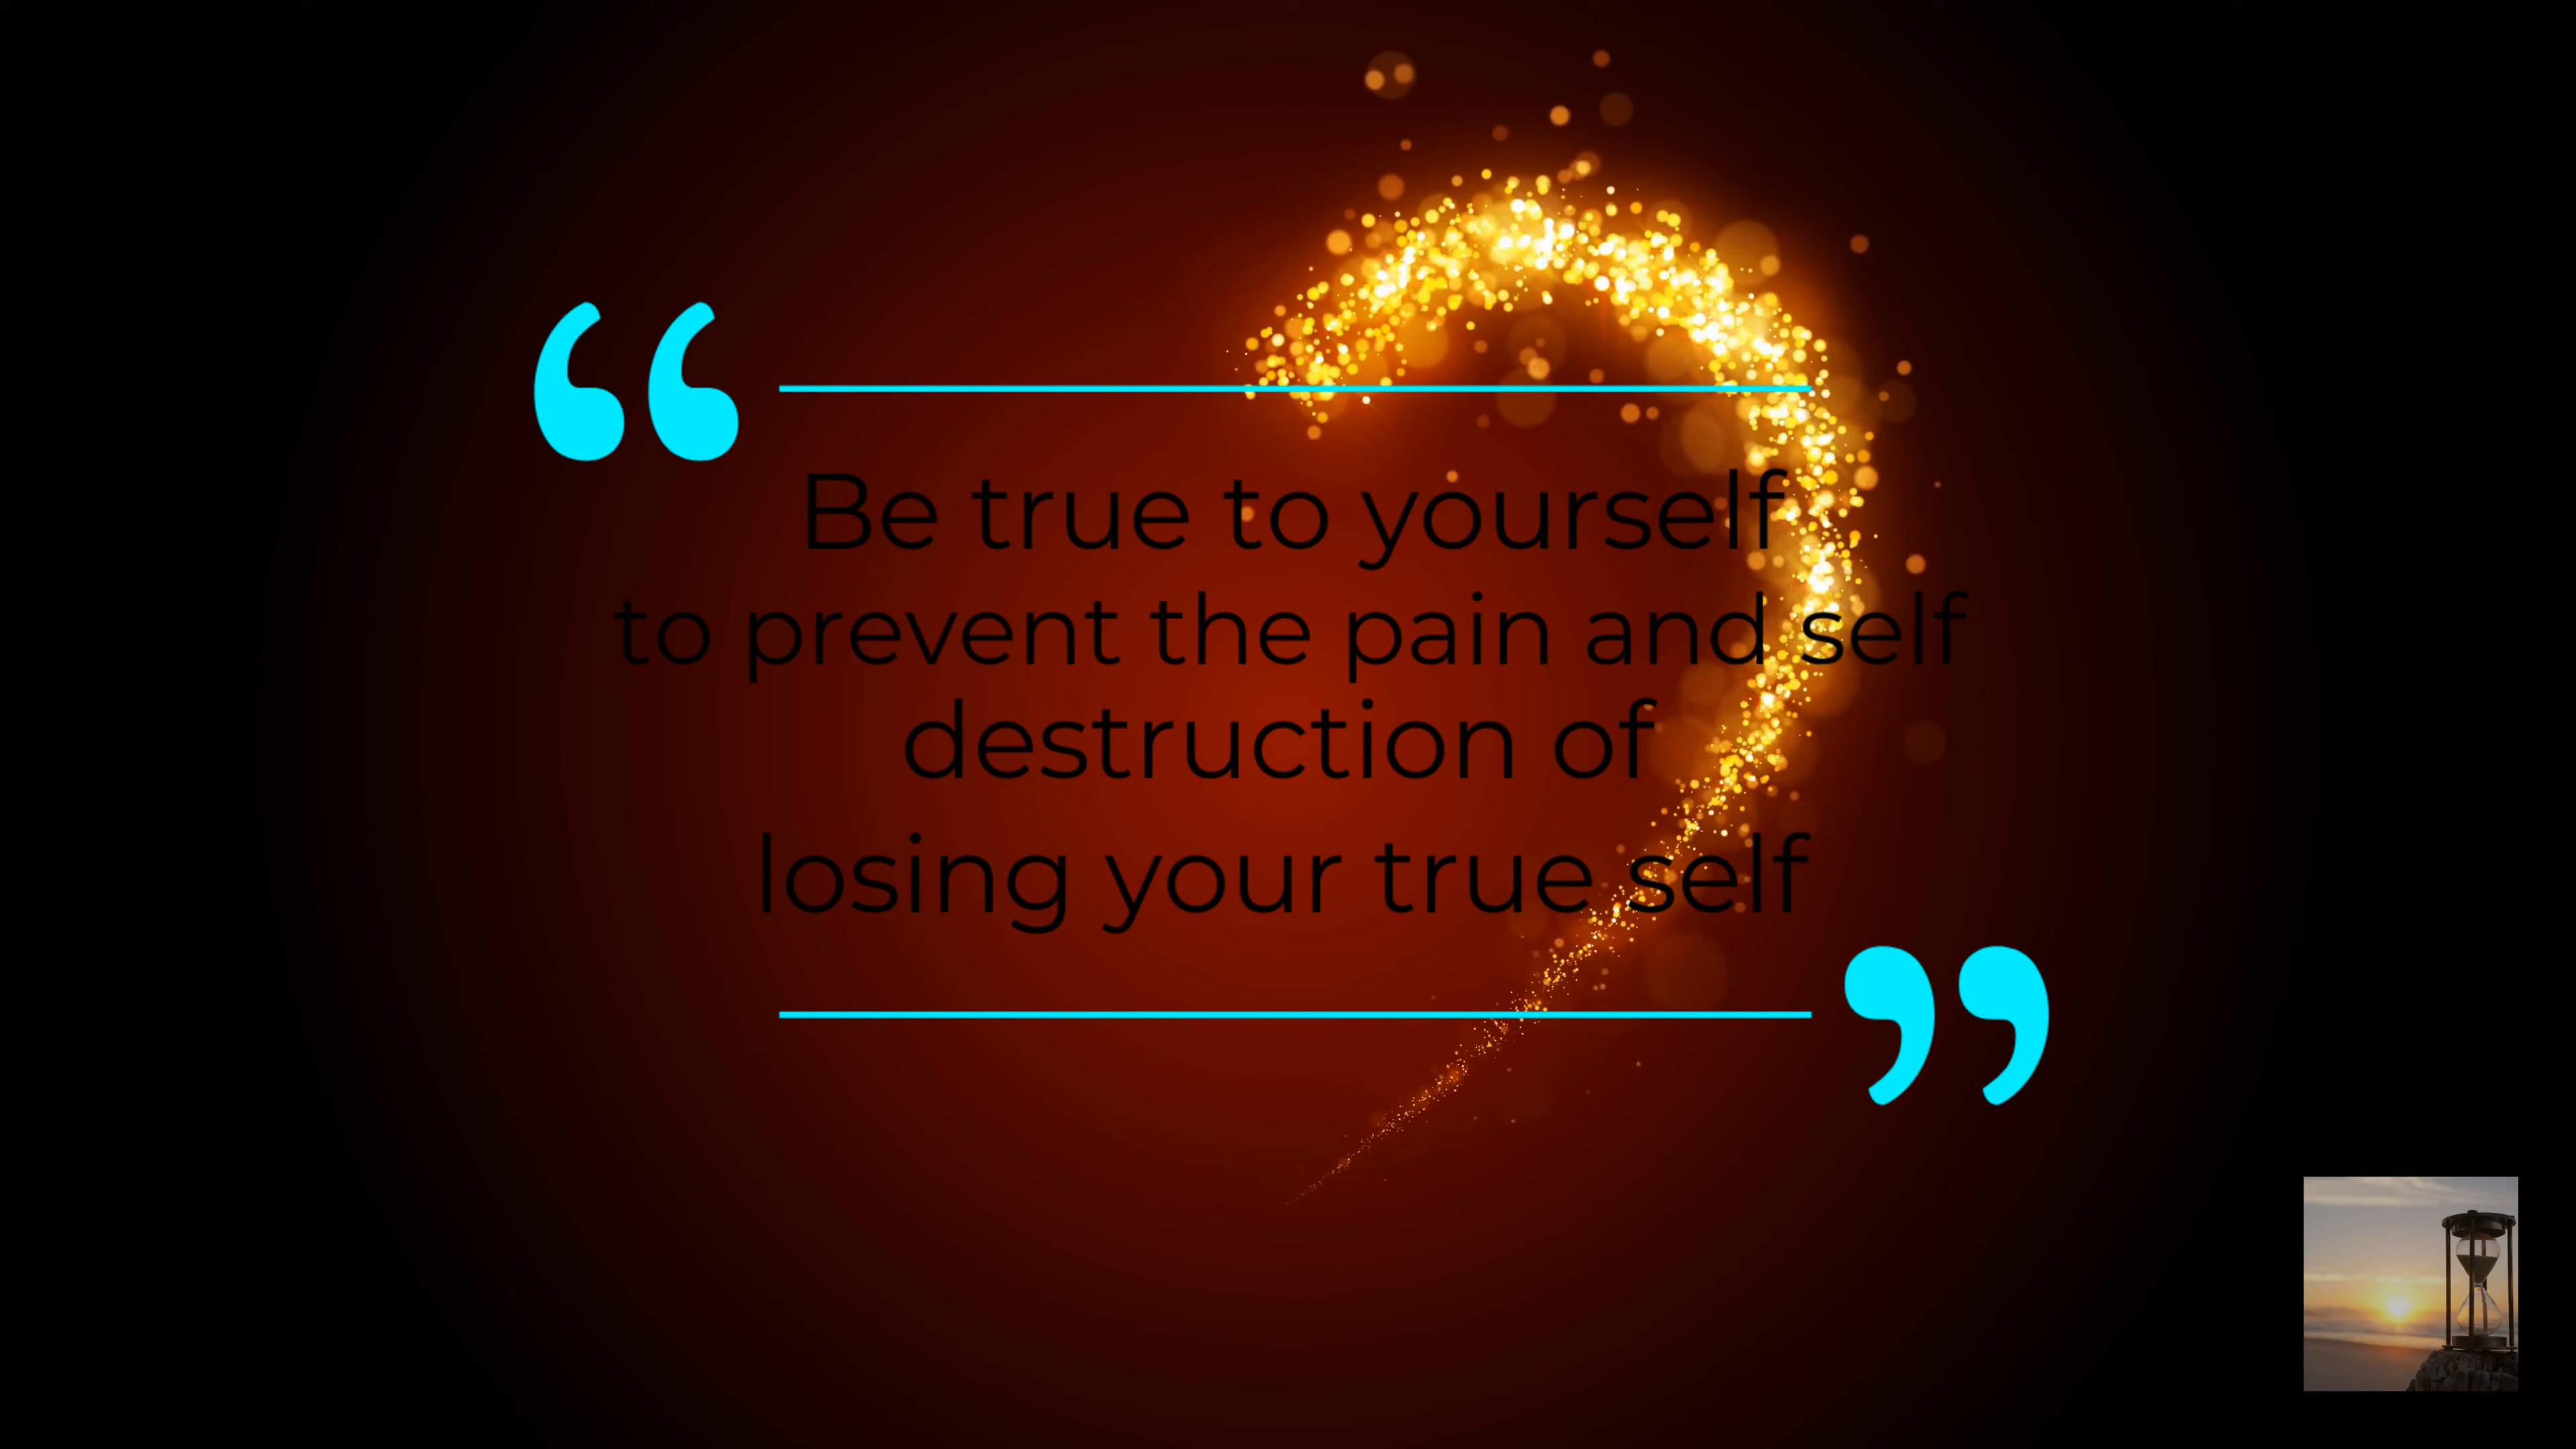 “
Be true to yourself
to prevent the pain and self
destruction of
losing your true self
”